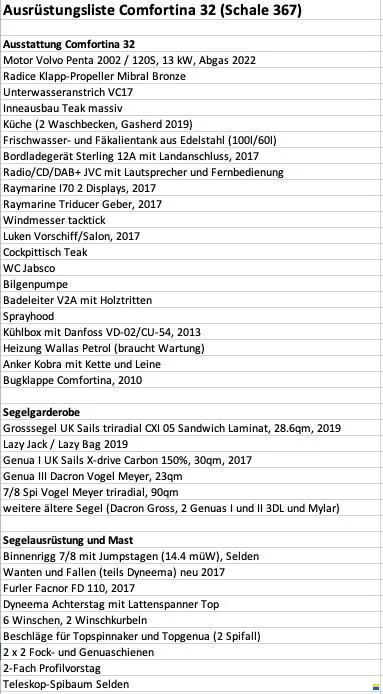 Ausrüstungsliste Comfortina 32 (Schale 367)
Ausstattung Comfortina 32
Motor Volvo Penta 2002 / 120S, 13 kW, Abgas 2022
Radice Klapp-Propeller Mibral Bronze
Unterwasseranstrich VC17
Inneausbau Teak massiv
Küche (2 Waschbecken, Gasherd 2019)
Frischwasser- und Fäkalientank aus Edelstahl (100l/60l)
Bordladegerät Sterling 12A mit Landanschluss, 2017
Radio/CD/DAB+ JVC mit Lautsprecher und Fernbedienung
Raymarine I70 2 Displays, 2017
Raymarine Triducer Geber, 2017
Windmesser tacktick
Luken Vorschiff/Salon, 2017
Cockpittisch Teak
WC Jabsco
Bilgenpumpe
Badeleiter V2A mit Holztritten
Sprayhood
Kühlbox mit Danfoss VD-02/CU-54, 2013
Heizung Wallas Petrol (braucht Wartung)
Anker Kobra mit Kette und Leine
Bugklappe Comfortina, 2010
Segelgarderobe
Grosssegel UK Sails triradial CXI 05 Sandwich Laminat, 28.6qm, 2019
Lazy Jack / Lazy Bag 2019
Genua I UK Sails X-drive Carbon 150%, 30qm, 2017
Genua III Dacron Vogel Meyer, 23qm
7/8 Spi Vogel Meyer triradial, 90qm
weitere ältere Segel (Dacron Gross, 2 Genuas I und II 3DL und Mylar)
Segelausrüstung und Mast
Binnenrigg 7/8 mit Jumpstagen (14.4 müW), Selden
Wanten und Fallen (teils Dyneema) neu 2017
Furler Facnor FD 110, 2017
Dyneema Achterstag mit Lattenspanner Top
6 Winschen, 2 Winschkurbeln
Beschläge für Topspinnaker und Topgenua (2 Spifall)
2 x 2 Fock- und Genuaschienen
2-Fach Profilvorstag
Teleskop-Spibaum Selden